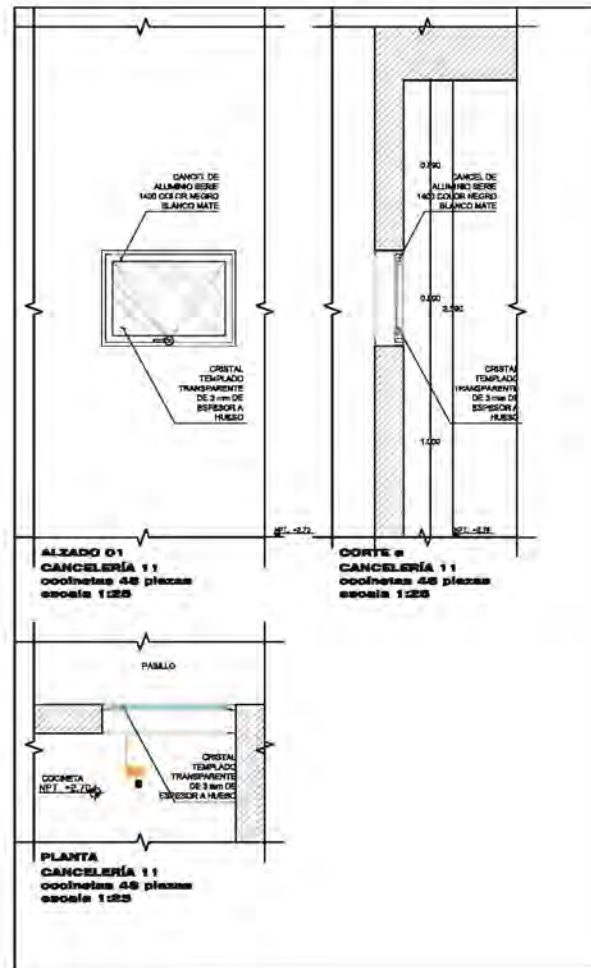 CANCEL DE
ALUMINIO SERIE
1400 COLOR NEGRO
BLANCO MATE
CRISTAL
TEMPLADO
TRANSPARENTE
DE 3 mm DE
ESPESOR A
HUESO
ALZADO 01
CANCELERÍA 11
cocinetas 48 piezas
escala 1:25
CANCEL DE
ALUMINIO SERIE
1400 COLOR NEGRO
BLANCO MATE
CRISTAL
TEMPLADO
TRANSPARENTE
DE 3 mm DE
ESPESOR A
HUESO
1.000
CORTE a
CANCELERÍA 11
cocinetas 48 piezas
escala 1:25
PASILLO
CRISTAL
TEMPLADO
TRANSPARENTE
DE 3 mm DE
ESPESOR A HUESO
COCINETA
NPT. +2.70
PLANTA
CANCELERÍA 11
cocinetas 48 piezas
escala 1:25